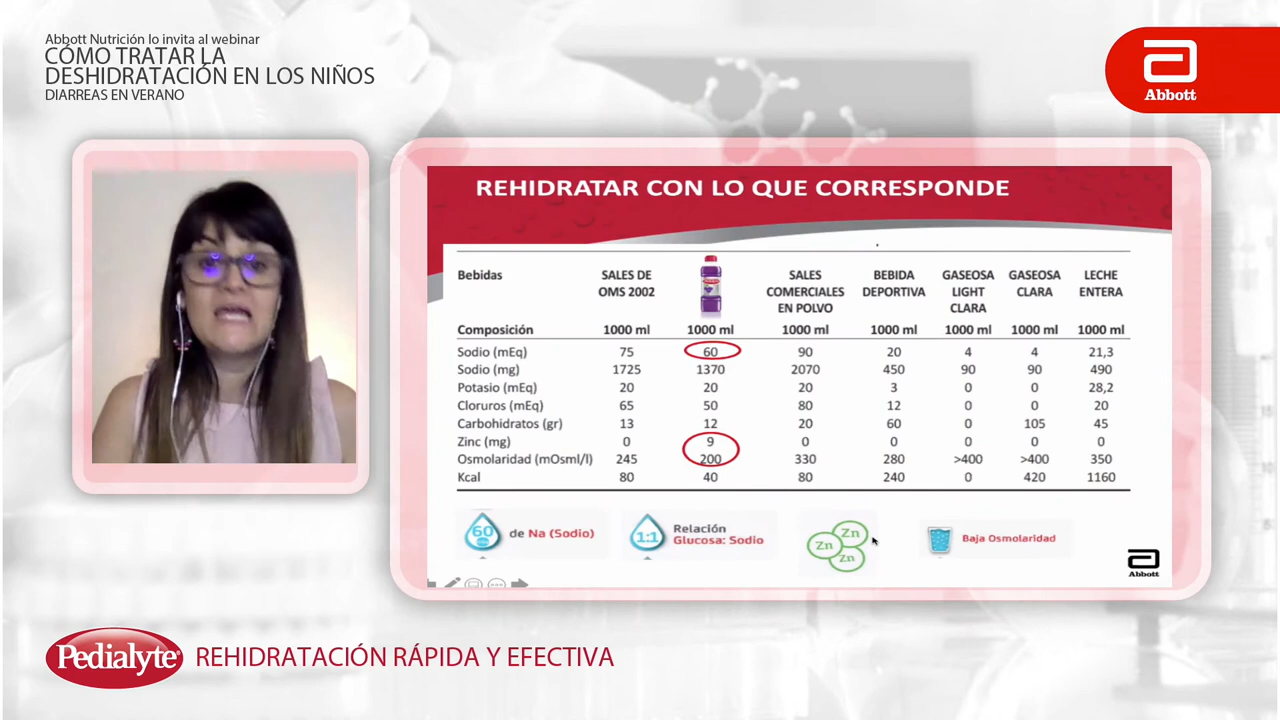 Abbott Nutrición lo invita al webinar
CÓMO TRATAR LA
DESHIDRATACIÓN EN LOS NIÑOS
DIARREAS EN VERANO
Abbott
REHIDRATAR CON LO QUE CORRESPONDE
Bebidas SALES DE OMS 2002 SALES COMERCIALES EN POLVO BEBIDA DEPORTIVA GASEOSA LIGHT CLARA GASEOSA CLARA LECHE ENTERA
Composición 1000 ml 1000 ml 1000 ml 1000 ml 1000 ml 1000 ml 1000 ml
Sodio (mEq) 75 60 90 20 4 4 21,3
Sodio (mg) 1725 1370 2070 450 90 90 490
Potasio (mEq) 20 20 20 3 0 0 28,2
Cloruros (mEq) 65 50 80 12 0 0 20
Carbohidratos (gr) 13 12 20 60 0 105 45
Zinc (mg) 0 9 0 0 0 0 0
Osmolaridad (mOsml/l) 245 200 330 280 >400 >400 350
Kcal 80 40 80 240 0 420 1160
60 de Na (Sodio)
1:1 Relación
Glucosa: Sodio
Zn Zn Zn
Baja Osmolaridad
Abbott
Pedialyte REHIDRATACIÓN RÁPIDA Y EFECTIVA